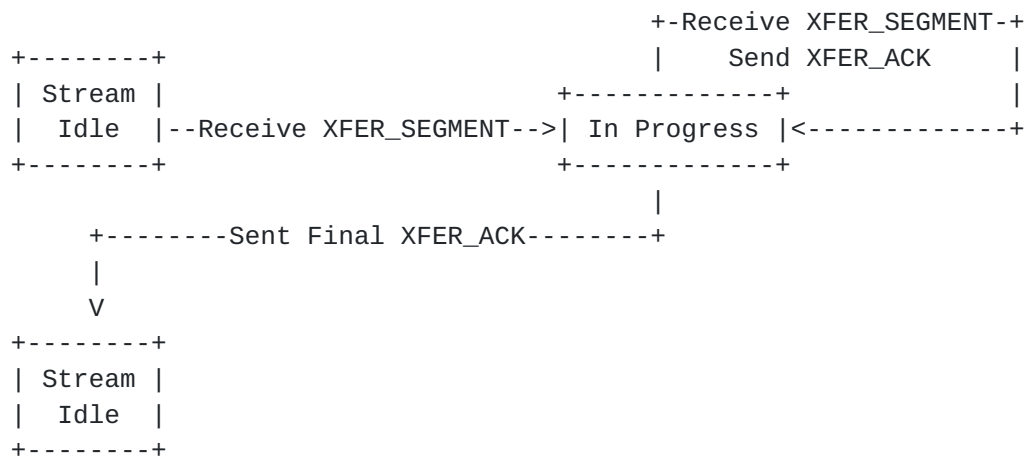 +-Receive XFER_SEGMENT-+
+--------+                               |    Send XFER_ACK     |
| Stream |                         +-------------+              |
|  Idle  |--Receive XFER_SEGMENT-->| In Progress |<-------------+
+--------+                         +-------------+
|
+--------Sent Final XFER_ACK--------+
|
V
+--------+
| Stream |
|  Idle  |
+--------+